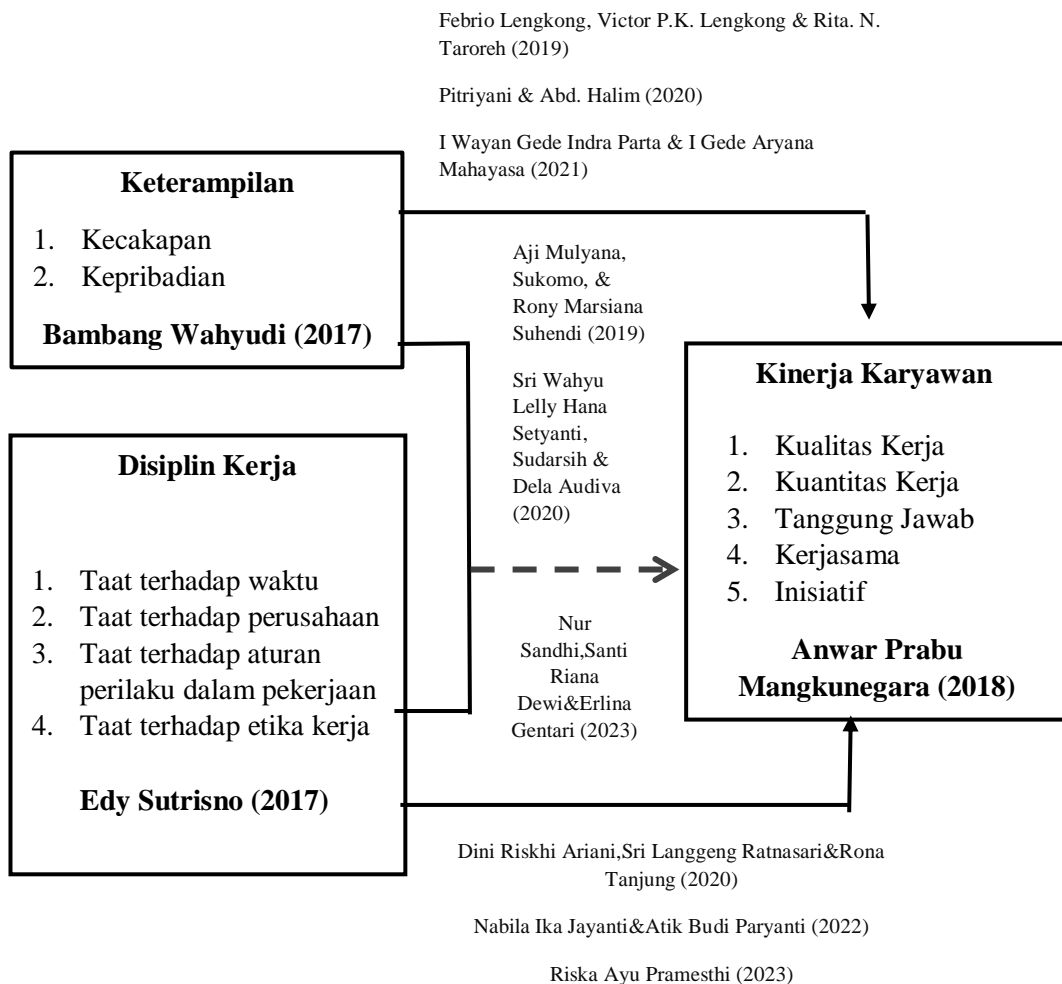 Febrio Lengkong, Victor P.K. Lengkong & Rita. N.
Taroreh (2019)
Pitriyani & Abd. Halim (2020)
I Wayan Gede Indra Parta & I Gede Aryana
Mahayasa (2021)
Keterampilan
1. Kecakapan
2. Kepribadian
Bambang Wahyudi (2017)
Aji Mulyana,
Sukomo, &
Rony Marsiana
Suhendi (2019)
Sri Wahyu
Lelly Hana
Setyanti,
Sudarsih &
Dela Audiva
(2020)
Kinerja Karyawan
1. Kualitas Kerja
2. Kuantitas Kerja
3. Tanggung Jawab
4. Kerjasama
5. Inisiatif
Anwar Prabu
Mangkunegara (2018)
Disiplin Kerja
1. Taat terhadap waktu
2. Taat terhadap perusahaan
3. Taat terhadap aturan
perilaku dalam pekerjaan
4. Taat terhadap etika kerja
Edy Sutrisno (2017)
Nur
Sandhi,Santi
Riana
Dewi&Erlina
Gentari (2023)
Dini Riskhi Ariani,Sri Langgeng Ratnasari&Rona
Tanjung (2020)
Nabila Ika Jayanti&Atik Budi Paryanti (2022)
Riska Ayu Pramesthi (2023)